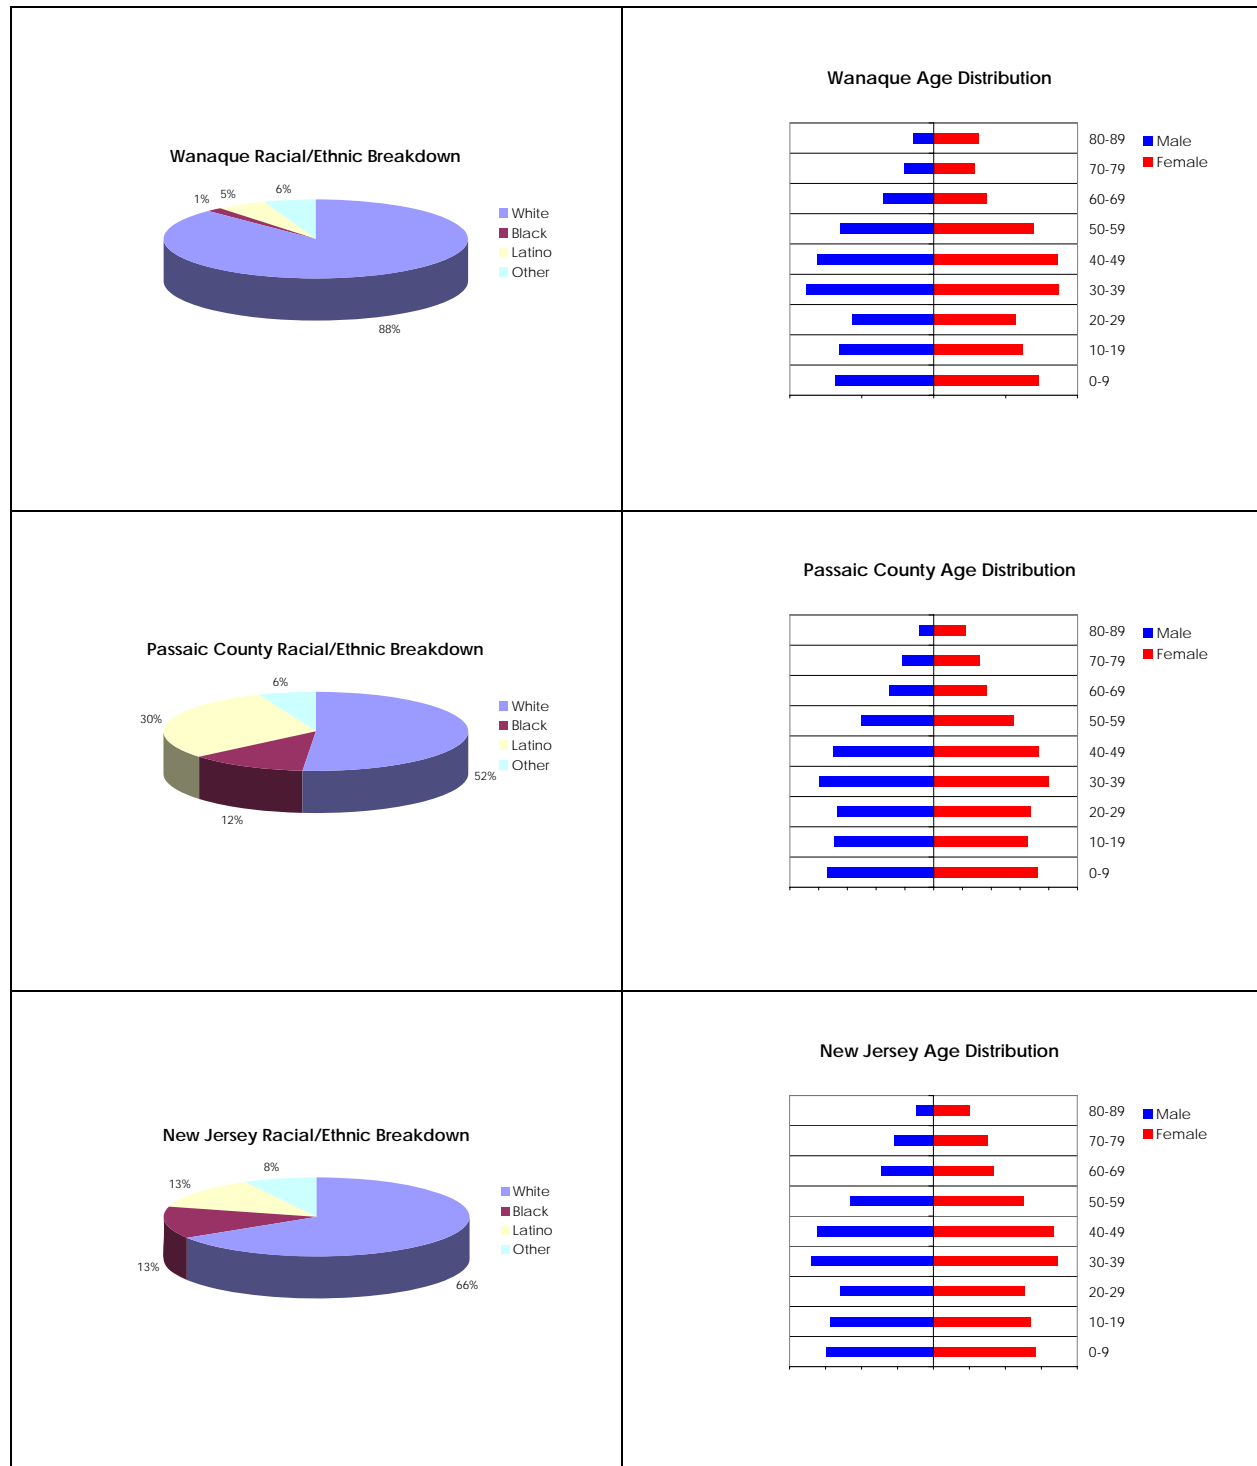 Wanaque Racial/Ethnic Breakdown
1%
5%
6%
88%
White
Black
Latino
Other
Wanaque Age Distribution
80-89
70-79
60-69
50-59
40-49
30-39
20-29
10-19
0-9
Male
Female
Passaic County Racial/Ethnic Breakdown
6%
30%
52%
12%
White
Black
Latino
Other
Passaic County Age Distribution
80-89
70-79
60-69
50-59
40-49
30-39
20-29
10-19
0-9
Male
Female
New Jersey Racial/Ethnic Breakdown
8%
13%
13%
66%
White
Black
Latino
Other
New Jersey Age Distribution
80-89
70-79
60-69
50-59
40-49
30-39
20-29
10-19
0-9
Male
Female